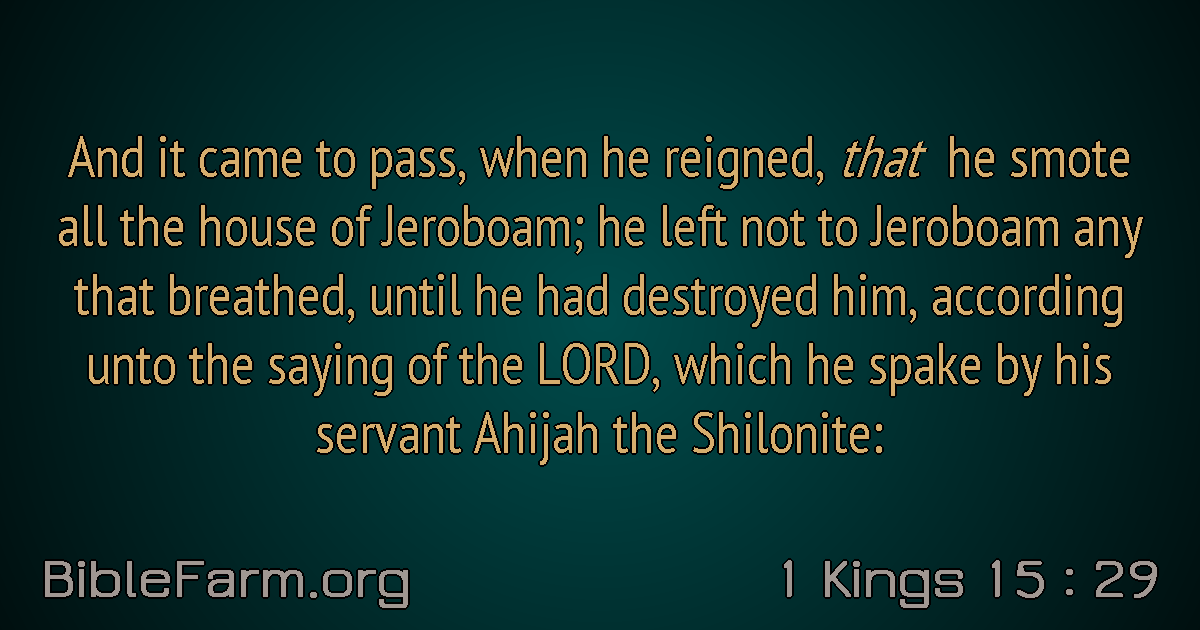 And it came to pass, when he reigned, that he smote
all the house of Jeroboam; he left not to Jeroboam any
that breathed, until he had destroyed him, according
unto the saying of the LORD, which he spake by his
servant Ahijah the Shilonite:
BibleFarm.org
1 Kings 15 : 29